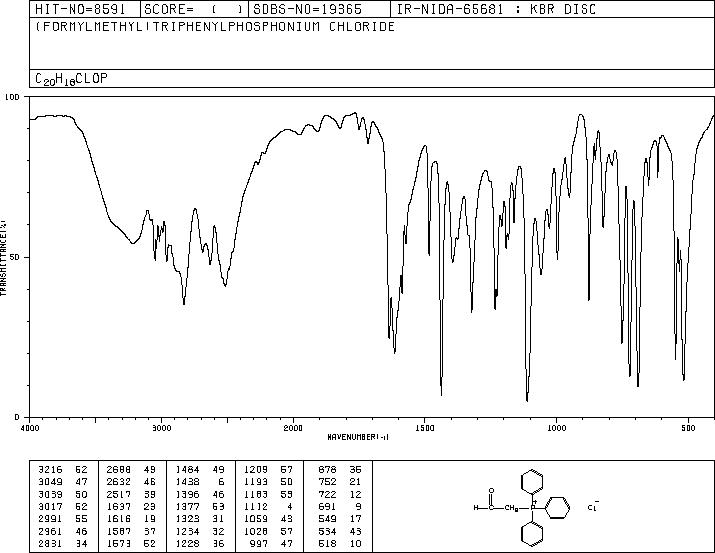 HIT-NO=8591 SCORE= ( ) SDBS-NO=19365 IR-NIDA-65681 : KBR DISC
(FORMYLMETHYL)TRIPHENYLPHOSPHONIUM CHLORIDE
C20H18CLOP
100
50
0
TRANSMITTANCE(%)
4000 3000 2000 1500 1000 500
WAVENUMBER(-1)
3216 52 2688 49 1484 49 1209 57 878 35
3049 47 2632 46 1438 6 1193 50 752 21
3039 50 2517 39 1396 46 1183 59 722 12
3017 52 1637 23 1377 53 1112 4 691 9
2991 55 1616 19 1323 31 1059 43 549 17
2961 46 1587 37 1234 32 1028 57 534 43
2831 34 1573 52 1228 36 997 47 518 10
O
H C CH2 P+
Cl−